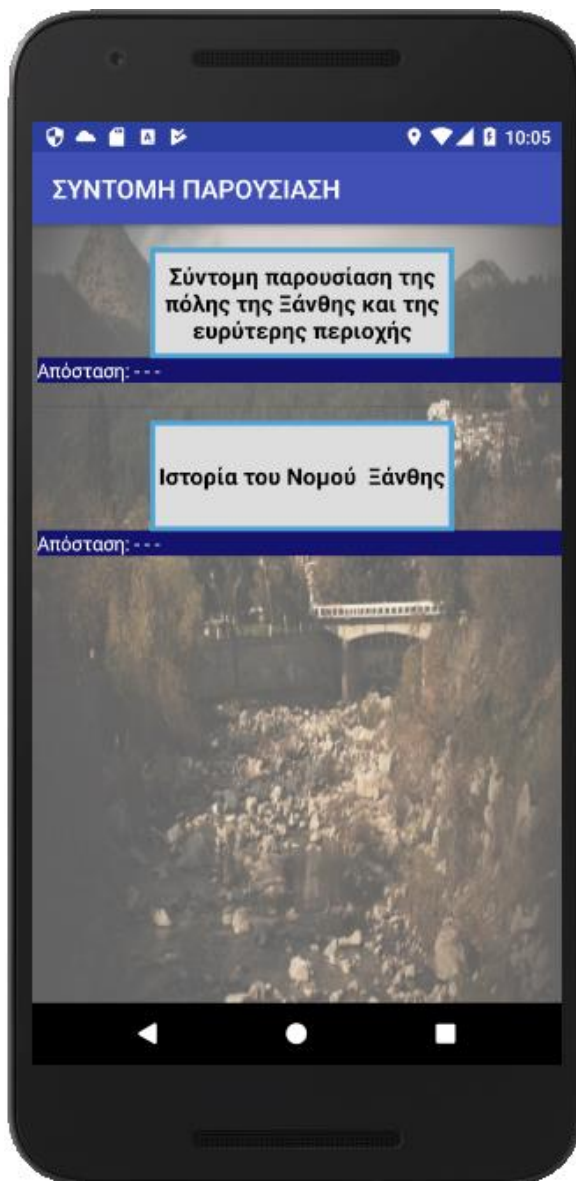 10:05
ΣΥΝΤΟΜΗ ΠΑΡΟΥΣΙΑΣΗ
Σύντομη παρουσίαση της
πόλης της Ξάνθης και της
ευρύτερης περιοχής
Απόσταση: - - -
Ιστορία του Νομού  Ξάνθης
Απόσταση: - - -